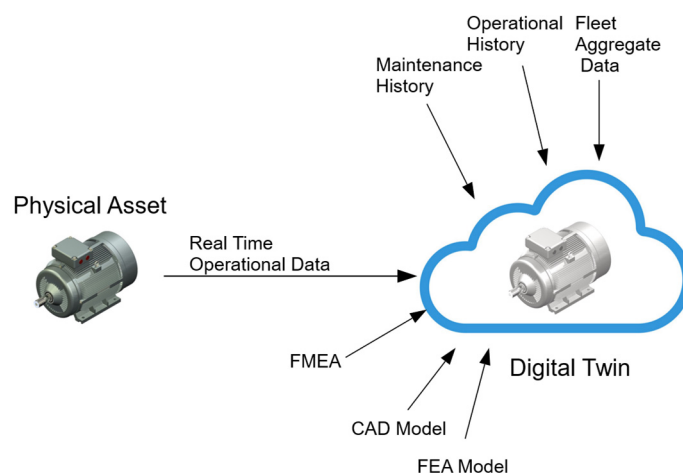 Operational
History
Fleet
Aggregate
Data
Maintenance
History
Physical Asset
Real Time
Operational Data
FMEA
Digital Twin
CAD Model
FEA Model